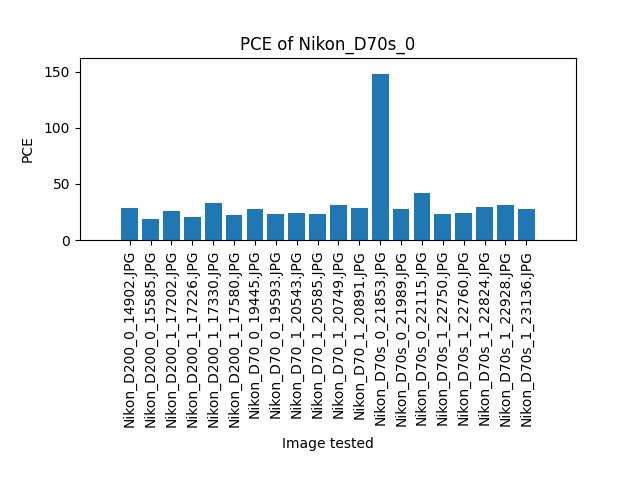 PCE of Nikon_D70s_0
150
100
50
0
PCE
Nikon_D200_0_14902.JPG
Nikon_D200_0_15585.JPG
Nikon_D200_1_17202.JPG
Nikon_D200_1_17226.JPG
Nikon_D200_1_17330.JPG
Nikon_D200_1_17580.JPG
Nikon_D70_0_19445.JPG
Nikon_D70_0_19593.JPG
Nikon_D70_1_20543.JPG
Nikon_D70_1_20585.JPG
Nikon_D70_1_20749.JPG
Nikon_D70_1_20891.JPG
Nikon_D70s_0_21853.JPG
Nikon_D70s_0_21989.JPG
Nikon_D70s_0_22115.JPG
Nikon_D70s_1_22750.JPG
Nikon_D70s_1_22760.JPG
Nikon_D70s_1_22824.JPG
Nikon_D70s_1_22928.JPG
Nikon_D70s_1_23136.JPG
Image tested